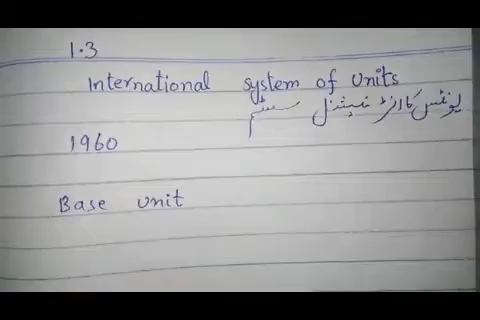 1.3
International system of units
یونٹس کا انٹرنیشنل سسٹم
1960
Base unit